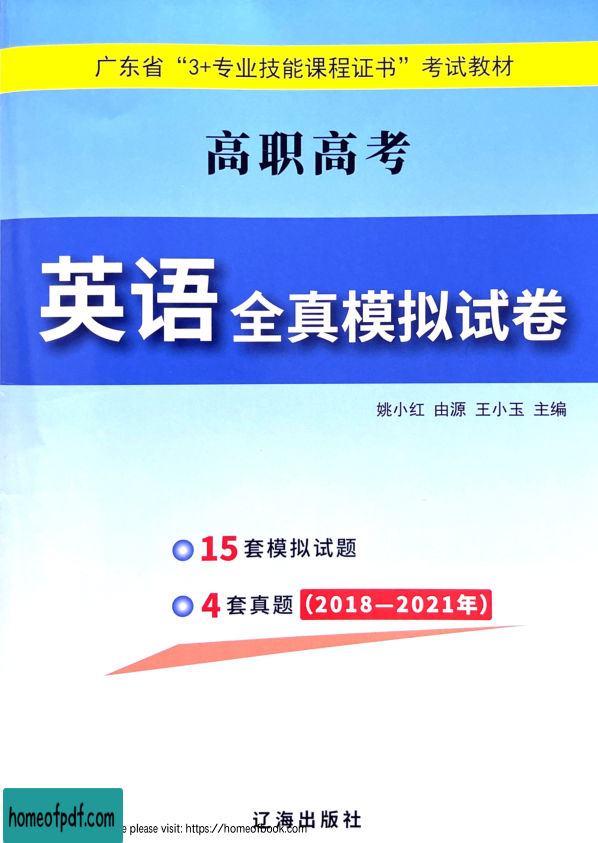 广东省“3+专业技能课程证书”考试教材
高职高考
英语 全真模拟试卷
姚小红 由源 王小玉 主编
15 套模拟试题
4 套真题（2018—2021年）
辽海出版社
homeofpdf.com
please visit: https://homeofbook.com